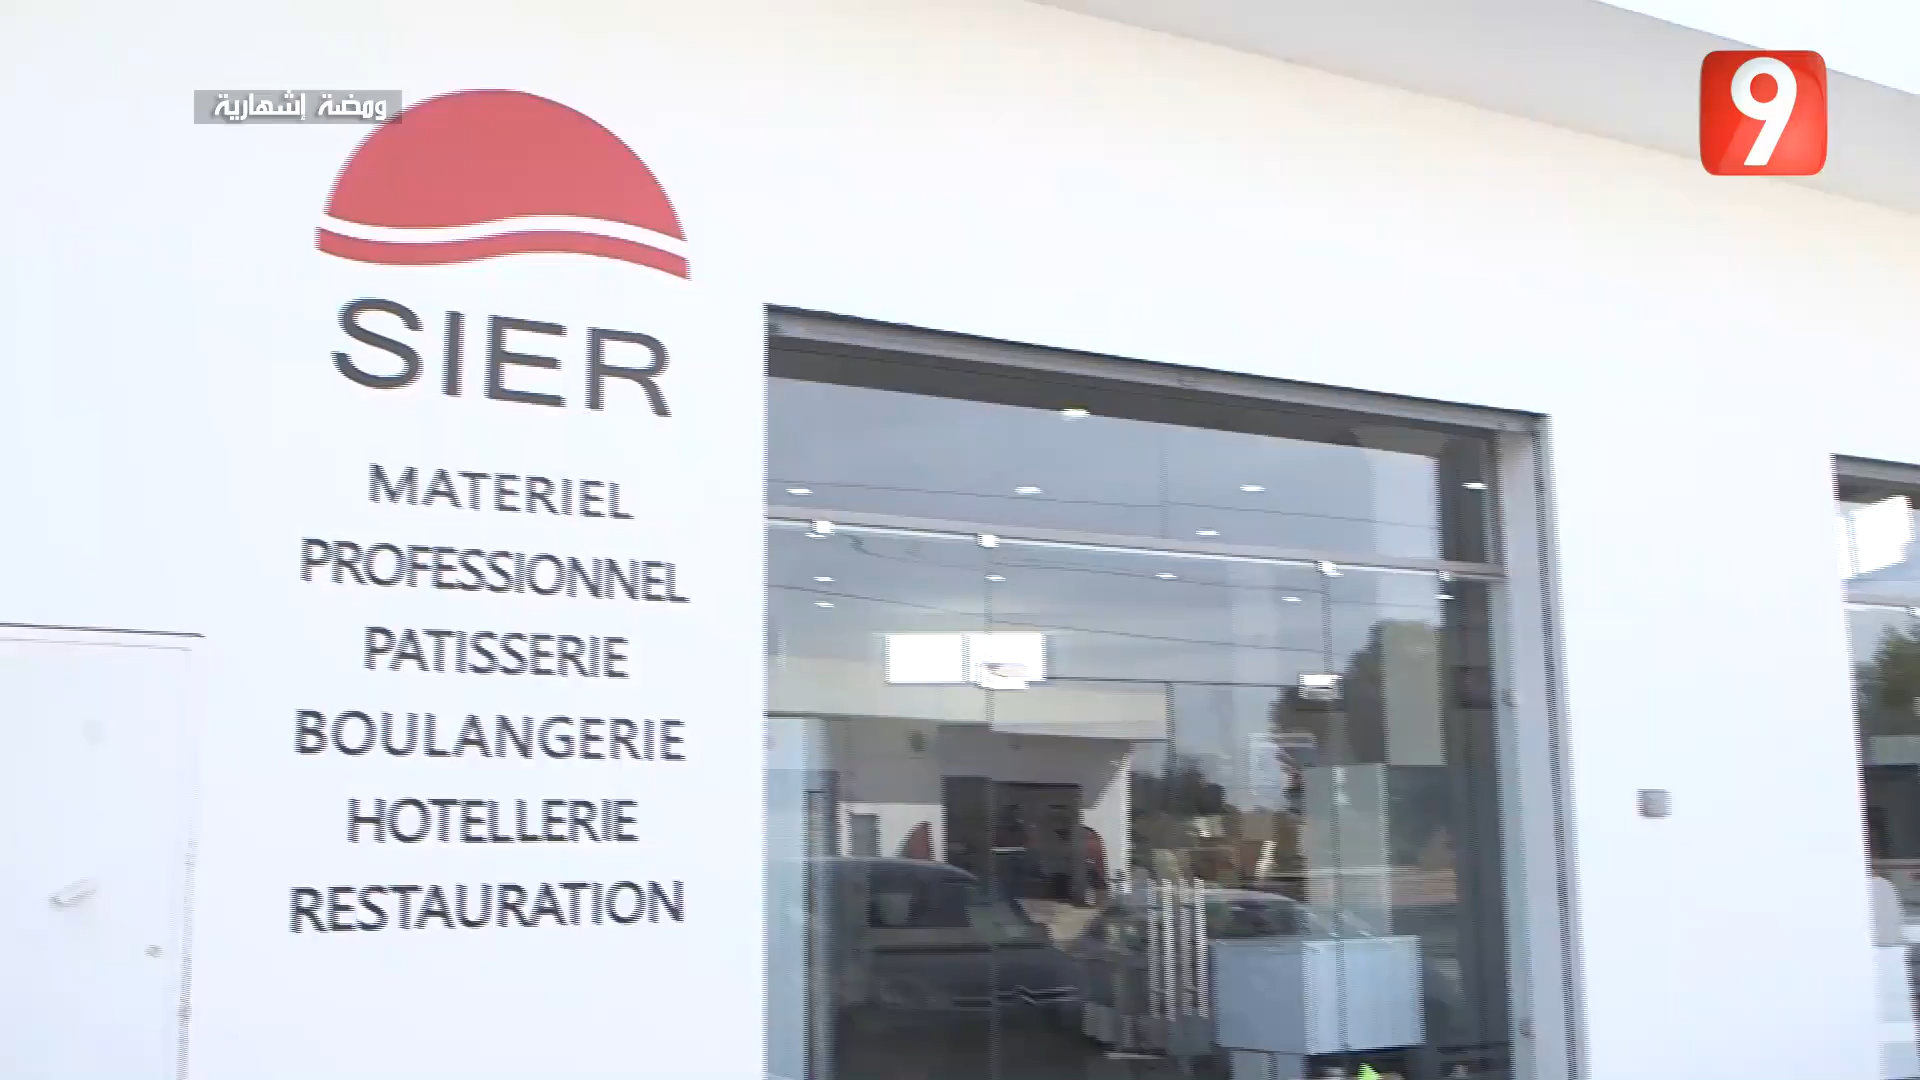 ومضة إشهارية
9
SIER
MATERIEL
PROFESSIONNEL
PATISSERIE
BOULANGERIE
HOTELLERIE
RESTAURATION